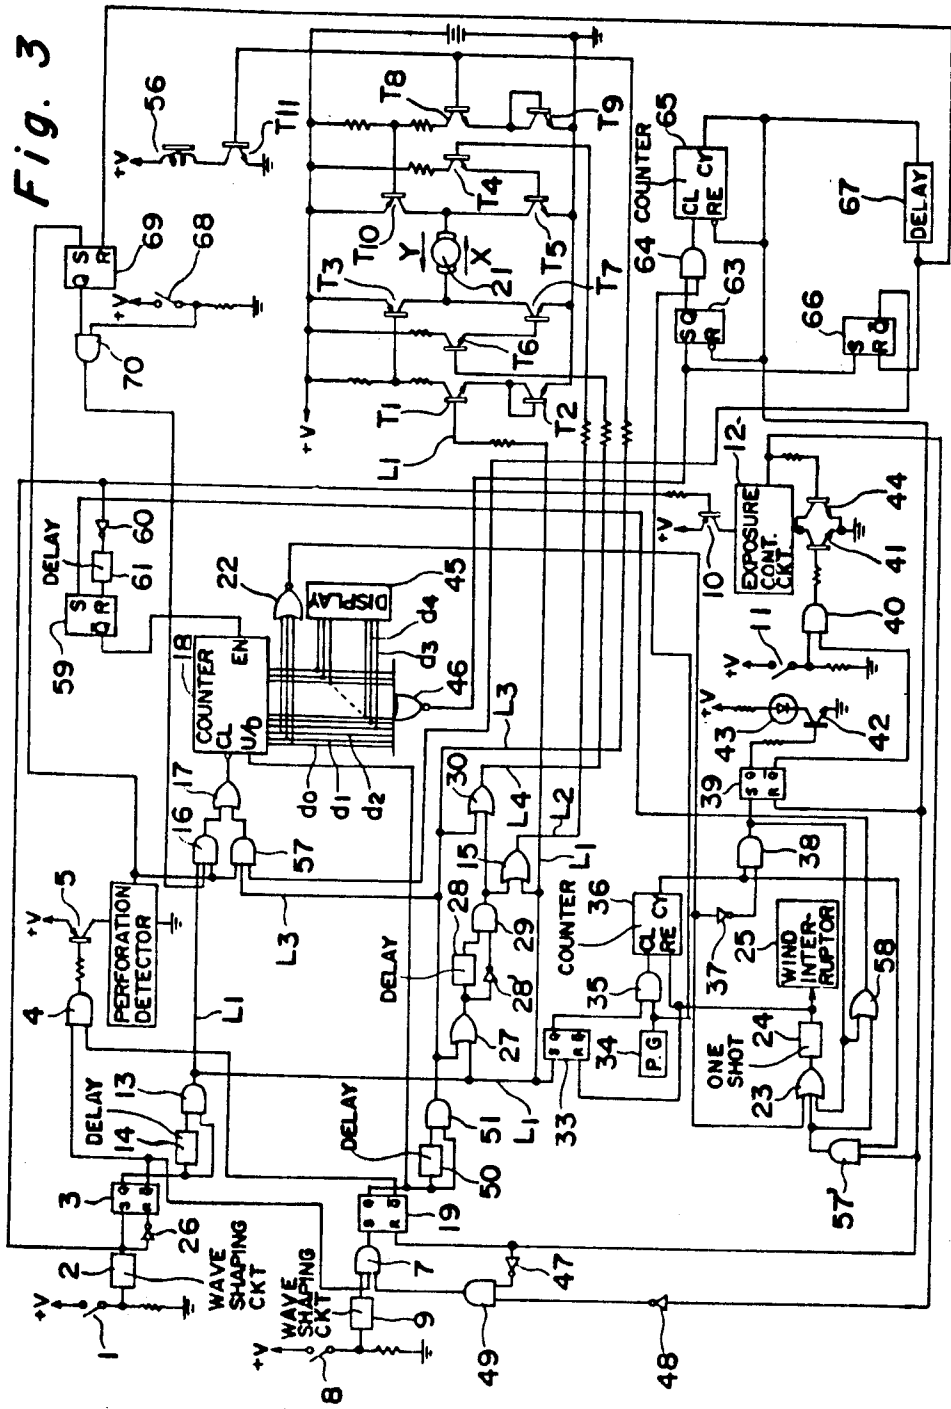 Fig. 3
+V
1
2
WAVE
SHAPING
CKT
26
3
S
Q
R
Q
DELAY
14
13
4
+V
5
PERFORATION
DETECTOR
L1
16
17
57
L3
+V
8
WAVE
SHAPING
CKT
9
7
49
47
48
S
Q
R
Q
19
DELAY
50
51
27
DELAY
28
28'
29
15
30
L1
L1
L2
L4
L3
59
S
Q
R
DELAY
61
60
18
COUNTER
CL
U/D
EN
22
DISPLAY
45
d0
d1
d2
d3
d4
46
70
Q
S
R
69
+V
68
+V
56
T11
+V
L1
T1
T2
T3
T6
T7
Y
X
21
T10
T5
T4
T8
T9
33
S
Q
R
Q
34
P.G
35
COUNTER
36
CL
CY
RE
37
38
ONE
SHOT
24
23
WIND
INTER-
RUPTOR
25
57'
58
39
S
Q
R
Q
+V
43
42
+V
11
40
+V
10
EXPOSURE
CONT.
CKT.
12
41
44
63
S
Q
R
64
COUNTER
65
CL
CY
RE
66
S
R
Q
DELAY
67